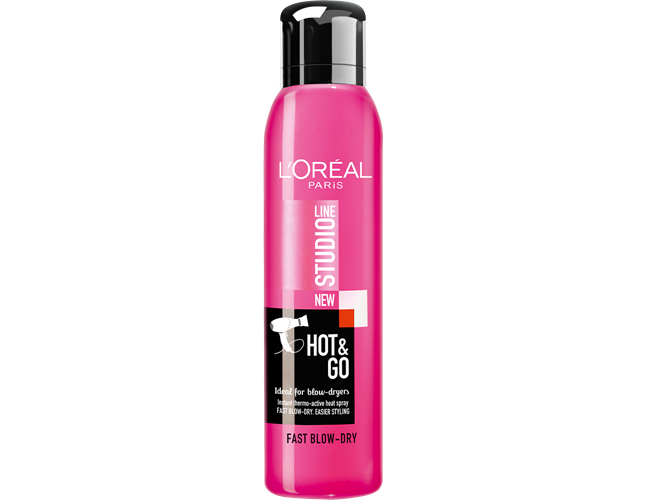 L'ORÉAL
PARIS
STUDIO LINE
NEW
HOT &
GO
Ideal for blow-dryers
Instant thermo-active heat spray
FAST BLOW-DRY. EASIER STYLING
FAST BLOW-DRY